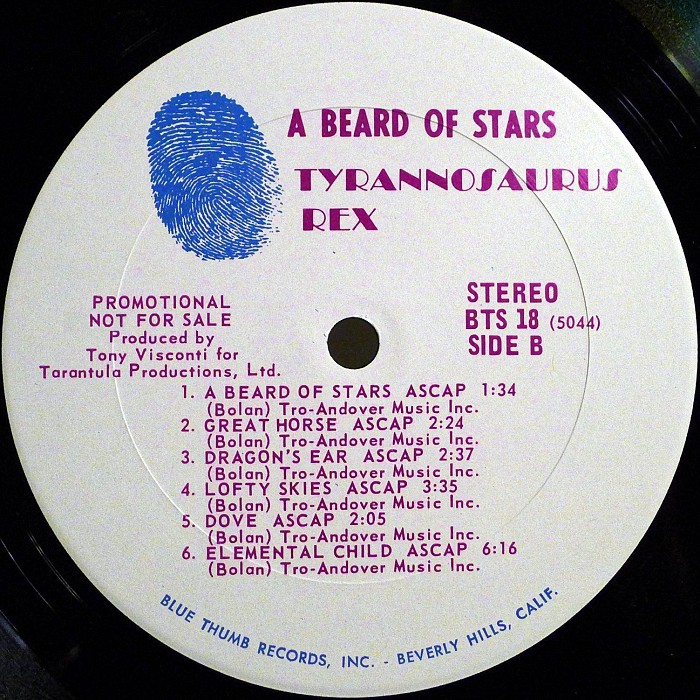 A BEARD OF STARS
TYRANNOSAURUS
REX
PROMOTIONAL
NOT FOR SALE
Produced by
Tony Visconti for
Tarantula Productions, Ltd.
STEREO
BTS 18 (5044)
SIDE B
1. A BEARD OF STARS ASCAP 1:34
(Bolan) Tro-Andover Music Inc.
2. GREAT HORSE ASCAP 2:24
(Bolan) Tro-Andover Music Inc.
3. DRAGON'S EAR ASCAP 2:37
(Bolan) Tro-Andover Music Inc.
4. LOFTY SKIES ASCAP 3:35
(Bolan) Tro-Andover Music Inc.
5. DOVE ASCAP 2:05
(Bolan) Tro-Andover Music Inc.
6. ELEMENTAL CHILD ASCAP 6:16
(Bolan) Tro-Andover Music Inc.
BLUE THUMB RECORDS, INC. - BEVERLY HILLS, CALIF.